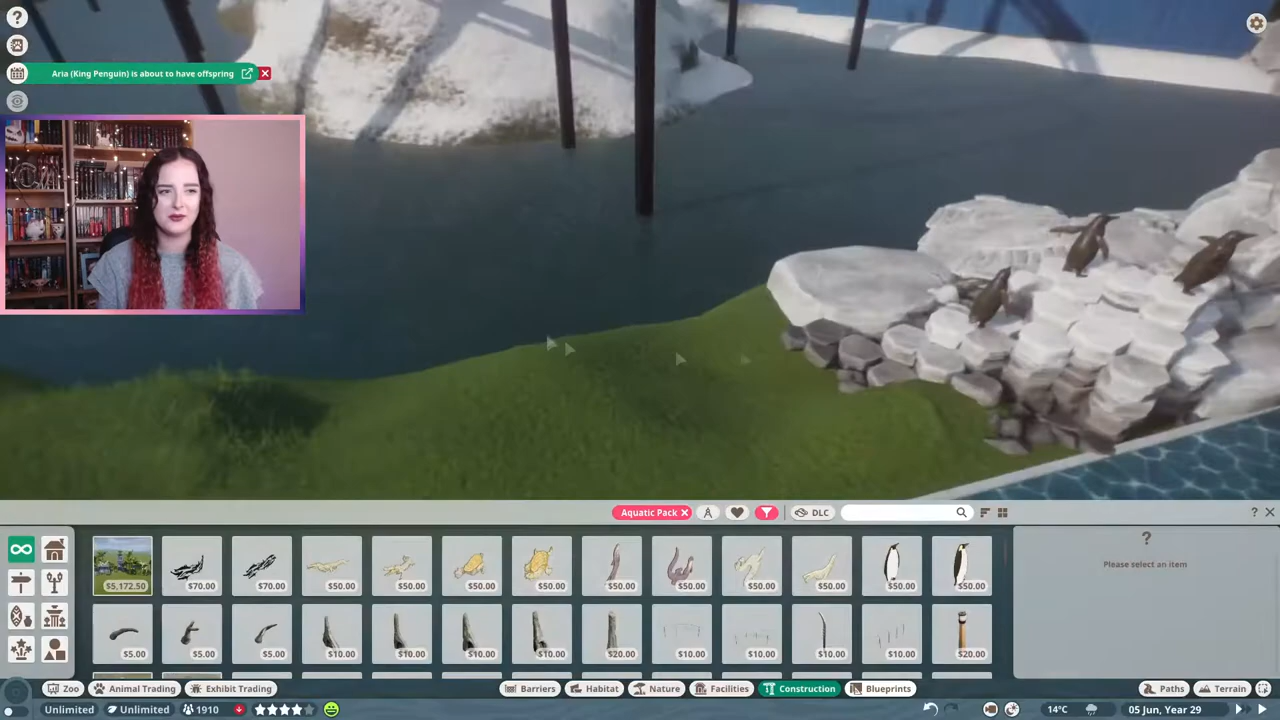 ?
Aria (King Penguin) is about to have offspring
Aquatic Pack
DLC
?
$5,172.50
$70.00
$70.00
$50.00
$50.00
$50.00
$50.00
$50.00
$50.00
$50.00
$50.00
$50.00
$50.00
?
Please select an item
$5.00
$5.00
$5.00
$10.00
$10.00
$10.00
$10.00
$20.00
$10.00
$10.00
$10.00
$10.00
$20.00
Zoo
Animal Trading
Exhibit Trading
Barriers
Habitat
Nature
Facilities
Construction
Blueprints
Paths
Terrain
Unlimited
Unlimited
1910
14°C
05 Jun, Year 29